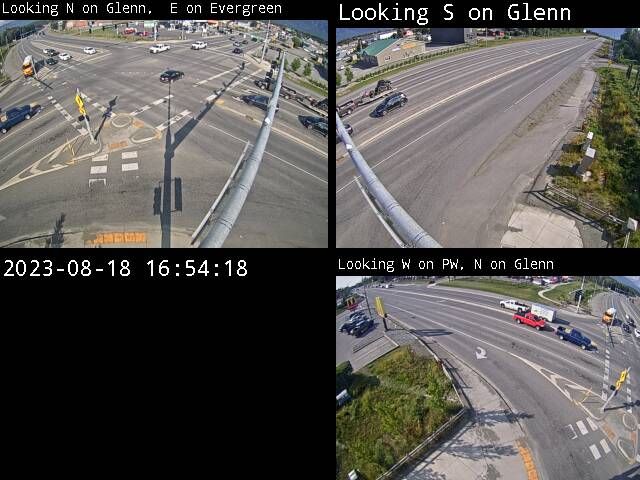 Looking N on Glenn,  E on Evergreen
Looking S on Glenn
2023-08-18 16:54:18
Looking W on PW, N on Glenn